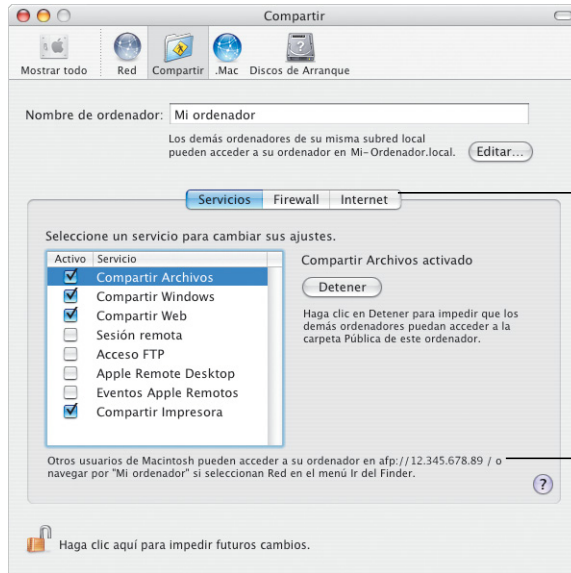 Compartir
Mostrar todo Red Compartir .Mac Discos de Arranque
Nombre de ordenador: Mi ordenador
Los demás ordenadores de su misma subred local
pueden acceder a su ordenador en Mi-Ordenador.local.
Editar...
Servicios Firewall Internet
Seleccione un servicio para cambiar sus ajustes.
Activo Servicio
Compartir Archivos
Compartir Windows
Compartir Web
Sesión remota
Acceso FTP
Apple Remote Desktop
Eventos Apple Remotos
Compartir Impresora
Compartir Archivos activado
Detener
Haga clic en Detener para impedir que los
demás ordenadores puedan acceder a la
carpeta Pública de este ordenador.
Otros usuarios de Macintosh pueden acceder a su ordenador en afp://12.345.678.89 / o
navegar por "Mi ordenador" si seleccionan Red en el menú Ir del Finder.
?
Haga clic aquí para impedir futuros cambios.